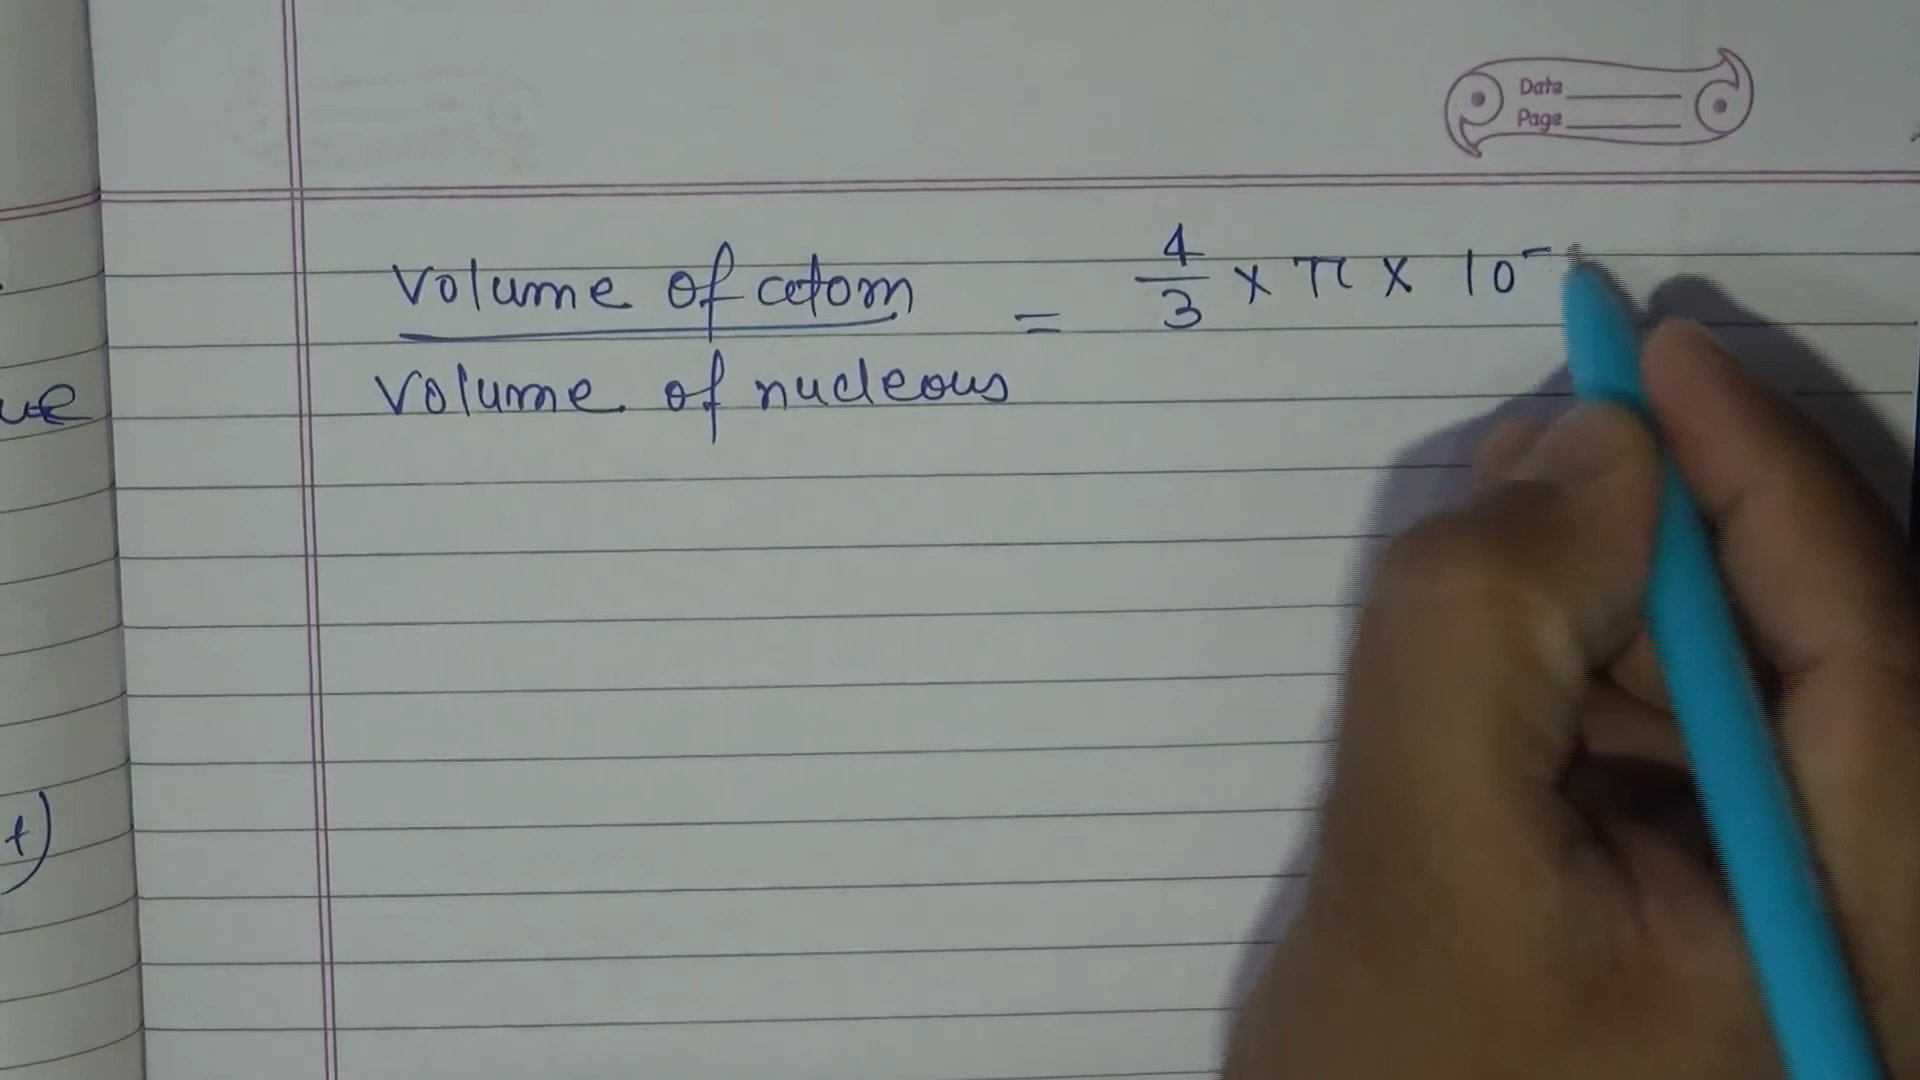 Date
Page
volume of atom / volume of nucleous = 4/3 × π × 10⁻
ue
+)